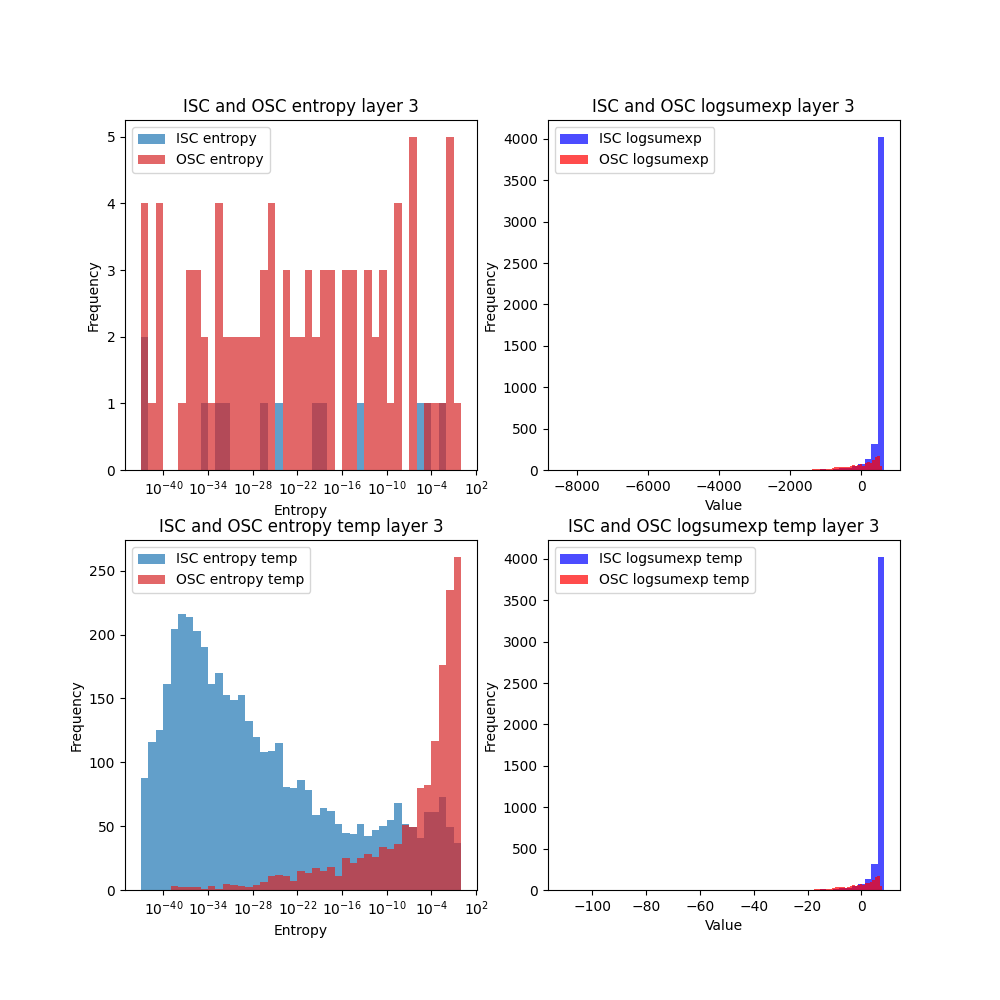 ISC and OSC entropy layer 3
ISC entropy
OSC entropy
Frequency
5
4
3
2
1
0
10⁻⁴⁰ 10⁻³⁴ 10⁻²⁸ 10⁻²² 10⁻¹⁶ 10⁻¹⁰ 10⁻⁴ 10²
Entropy
ISC and OSC logsumexp layer 3
ISC logsumexp
OSC logsumexp
Frequency
4000
3500
3000
2500
2000
1500
1000
500
0
−8000 −6000 −4000 −2000 0
Value
ISC and OSC entropy temp layer 3
ISC entropy temp
OSC entropy temp
Frequency
250
200
150
100
50
0
10⁻⁴⁰ 10⁻³⁴ 10⁻²⁸ 10⁻²² 10⁻¹⁶ 10⁻¹⁰ 10⁻⁴ 10²
Entropy
ISC and OSC logsumexp temp layer 3
ISC logsumexp temp
OSC logsumexp temp
Frequency
4000
3500
3000
2500
2000
1500
1000
500
0
−100 −80 −60 −40 −20 0
Value